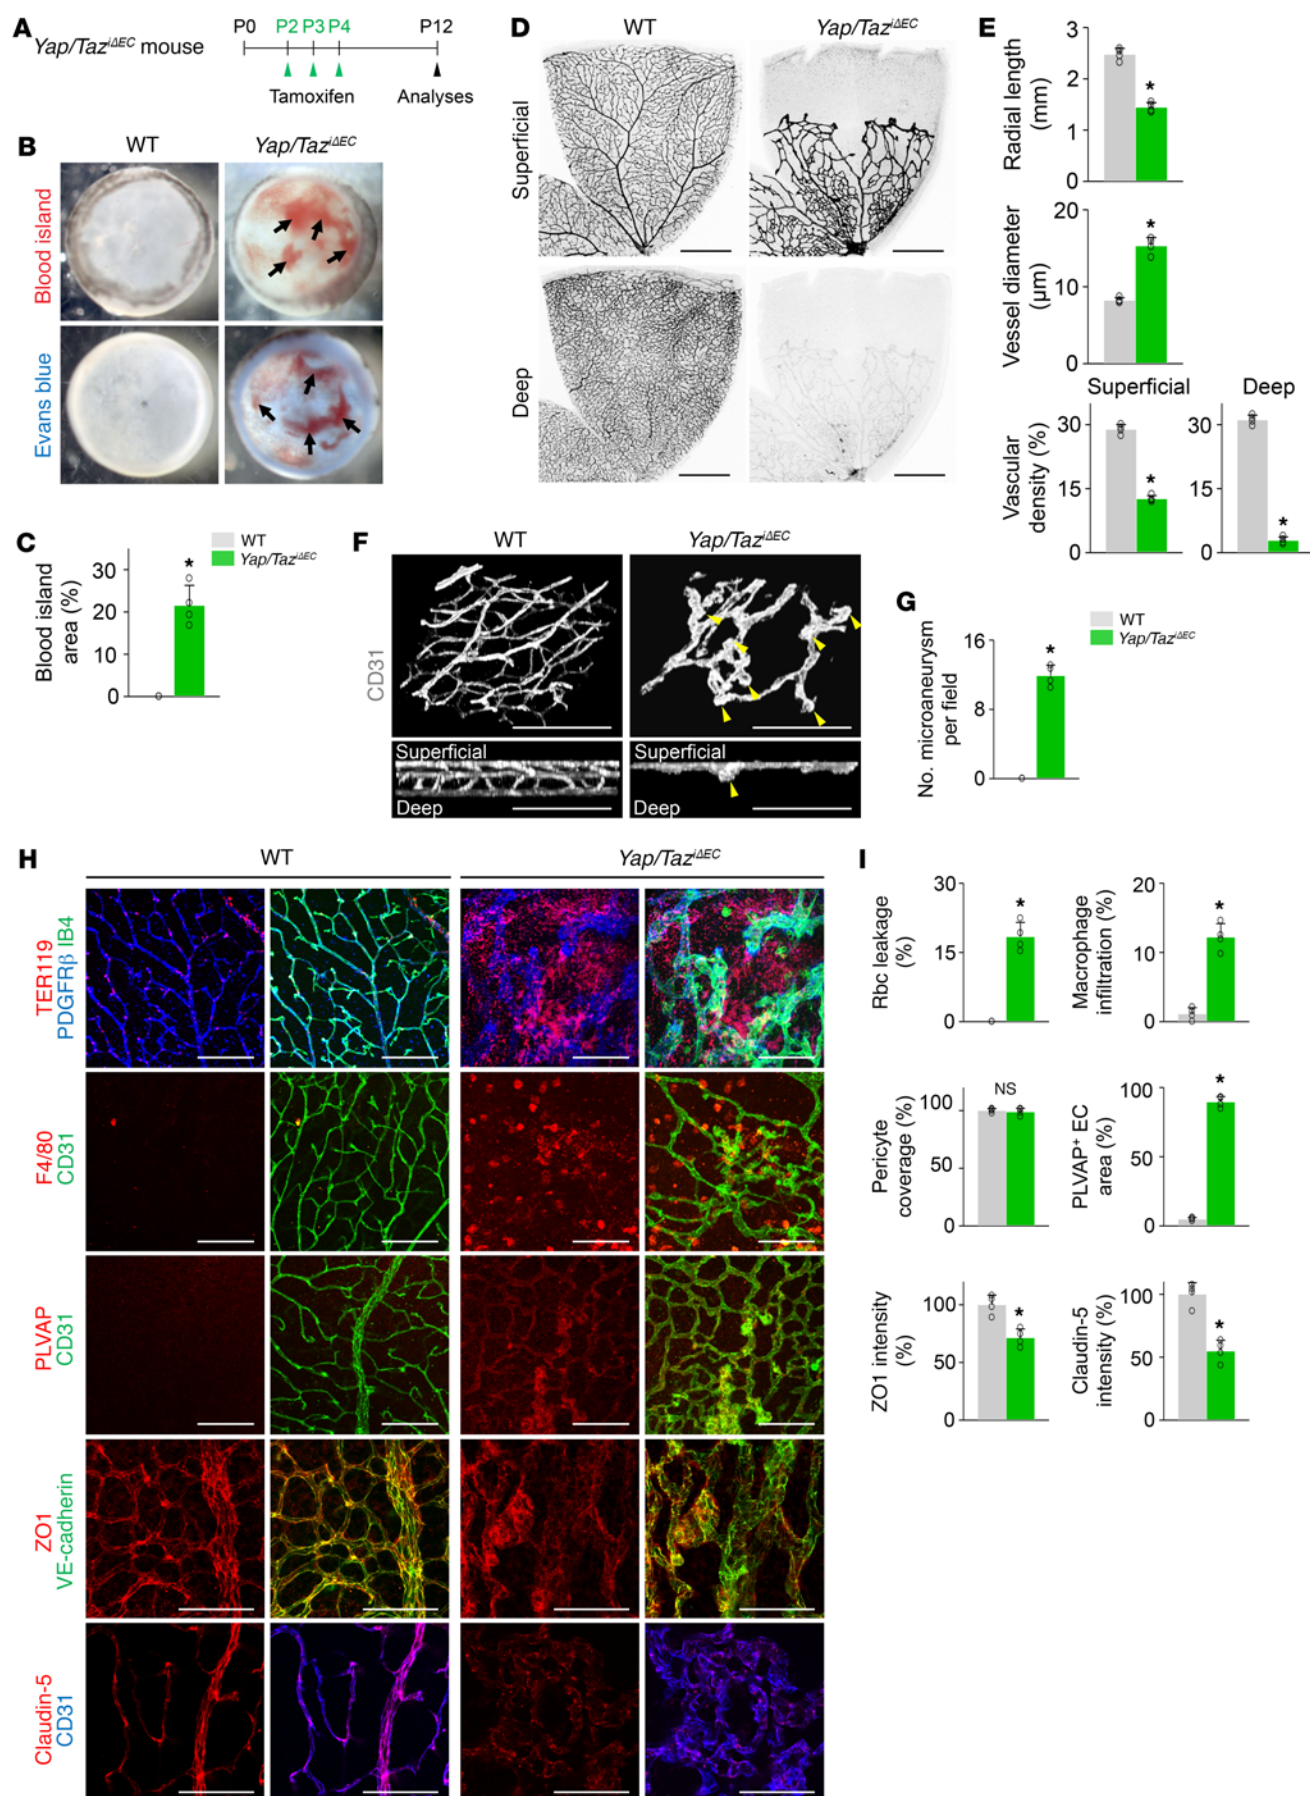 A
Yap/Taz^iΔEC mouse
P0 P2 P3 P4 P12
Tamoxifen Analyses
B
WT Yap/Taz^iΔEC
Blood island
Evans blue
C
WT
Yap/Taz^iΔEC
Blood island
area (%)
30
20
10
0
*
D
WT Yap/Taz^iΔEC
Superficial
Deep
E
Radial length
(mm)
3
2
1
0
*
Vessel diameter
(µm)
20
10
0
*
Superficial Deep
Vascular
density (%)
30
15
0
*
30
15
0
*
F
WT Yap/Taz^iΔEC
CD31
Superficial
Deep
Superficial
Deep
G
WT
Yap/Taz^iΔEC
No. microaneurysm
per field
16
8
0
*
H
WT Yap/Taz^iΔEC
TER119
PDGFRβ IB4
F4/80
CD31
PLVAP
CD31
ZO1
VE-cadherin
Claudin-5
CD31
I
Rbc leakage
(%)
30
15
0
*
Macrophage
infiltration (%)
20
10
0
*
Pericyte
coverage (%)
100
50
0
NS
PLVAP⁺ EC
area (%)
100
50
0
*
ZO1 intensity
(%)
100
50
0
*
Claudin-5
intensity (%)
100
50
0
*